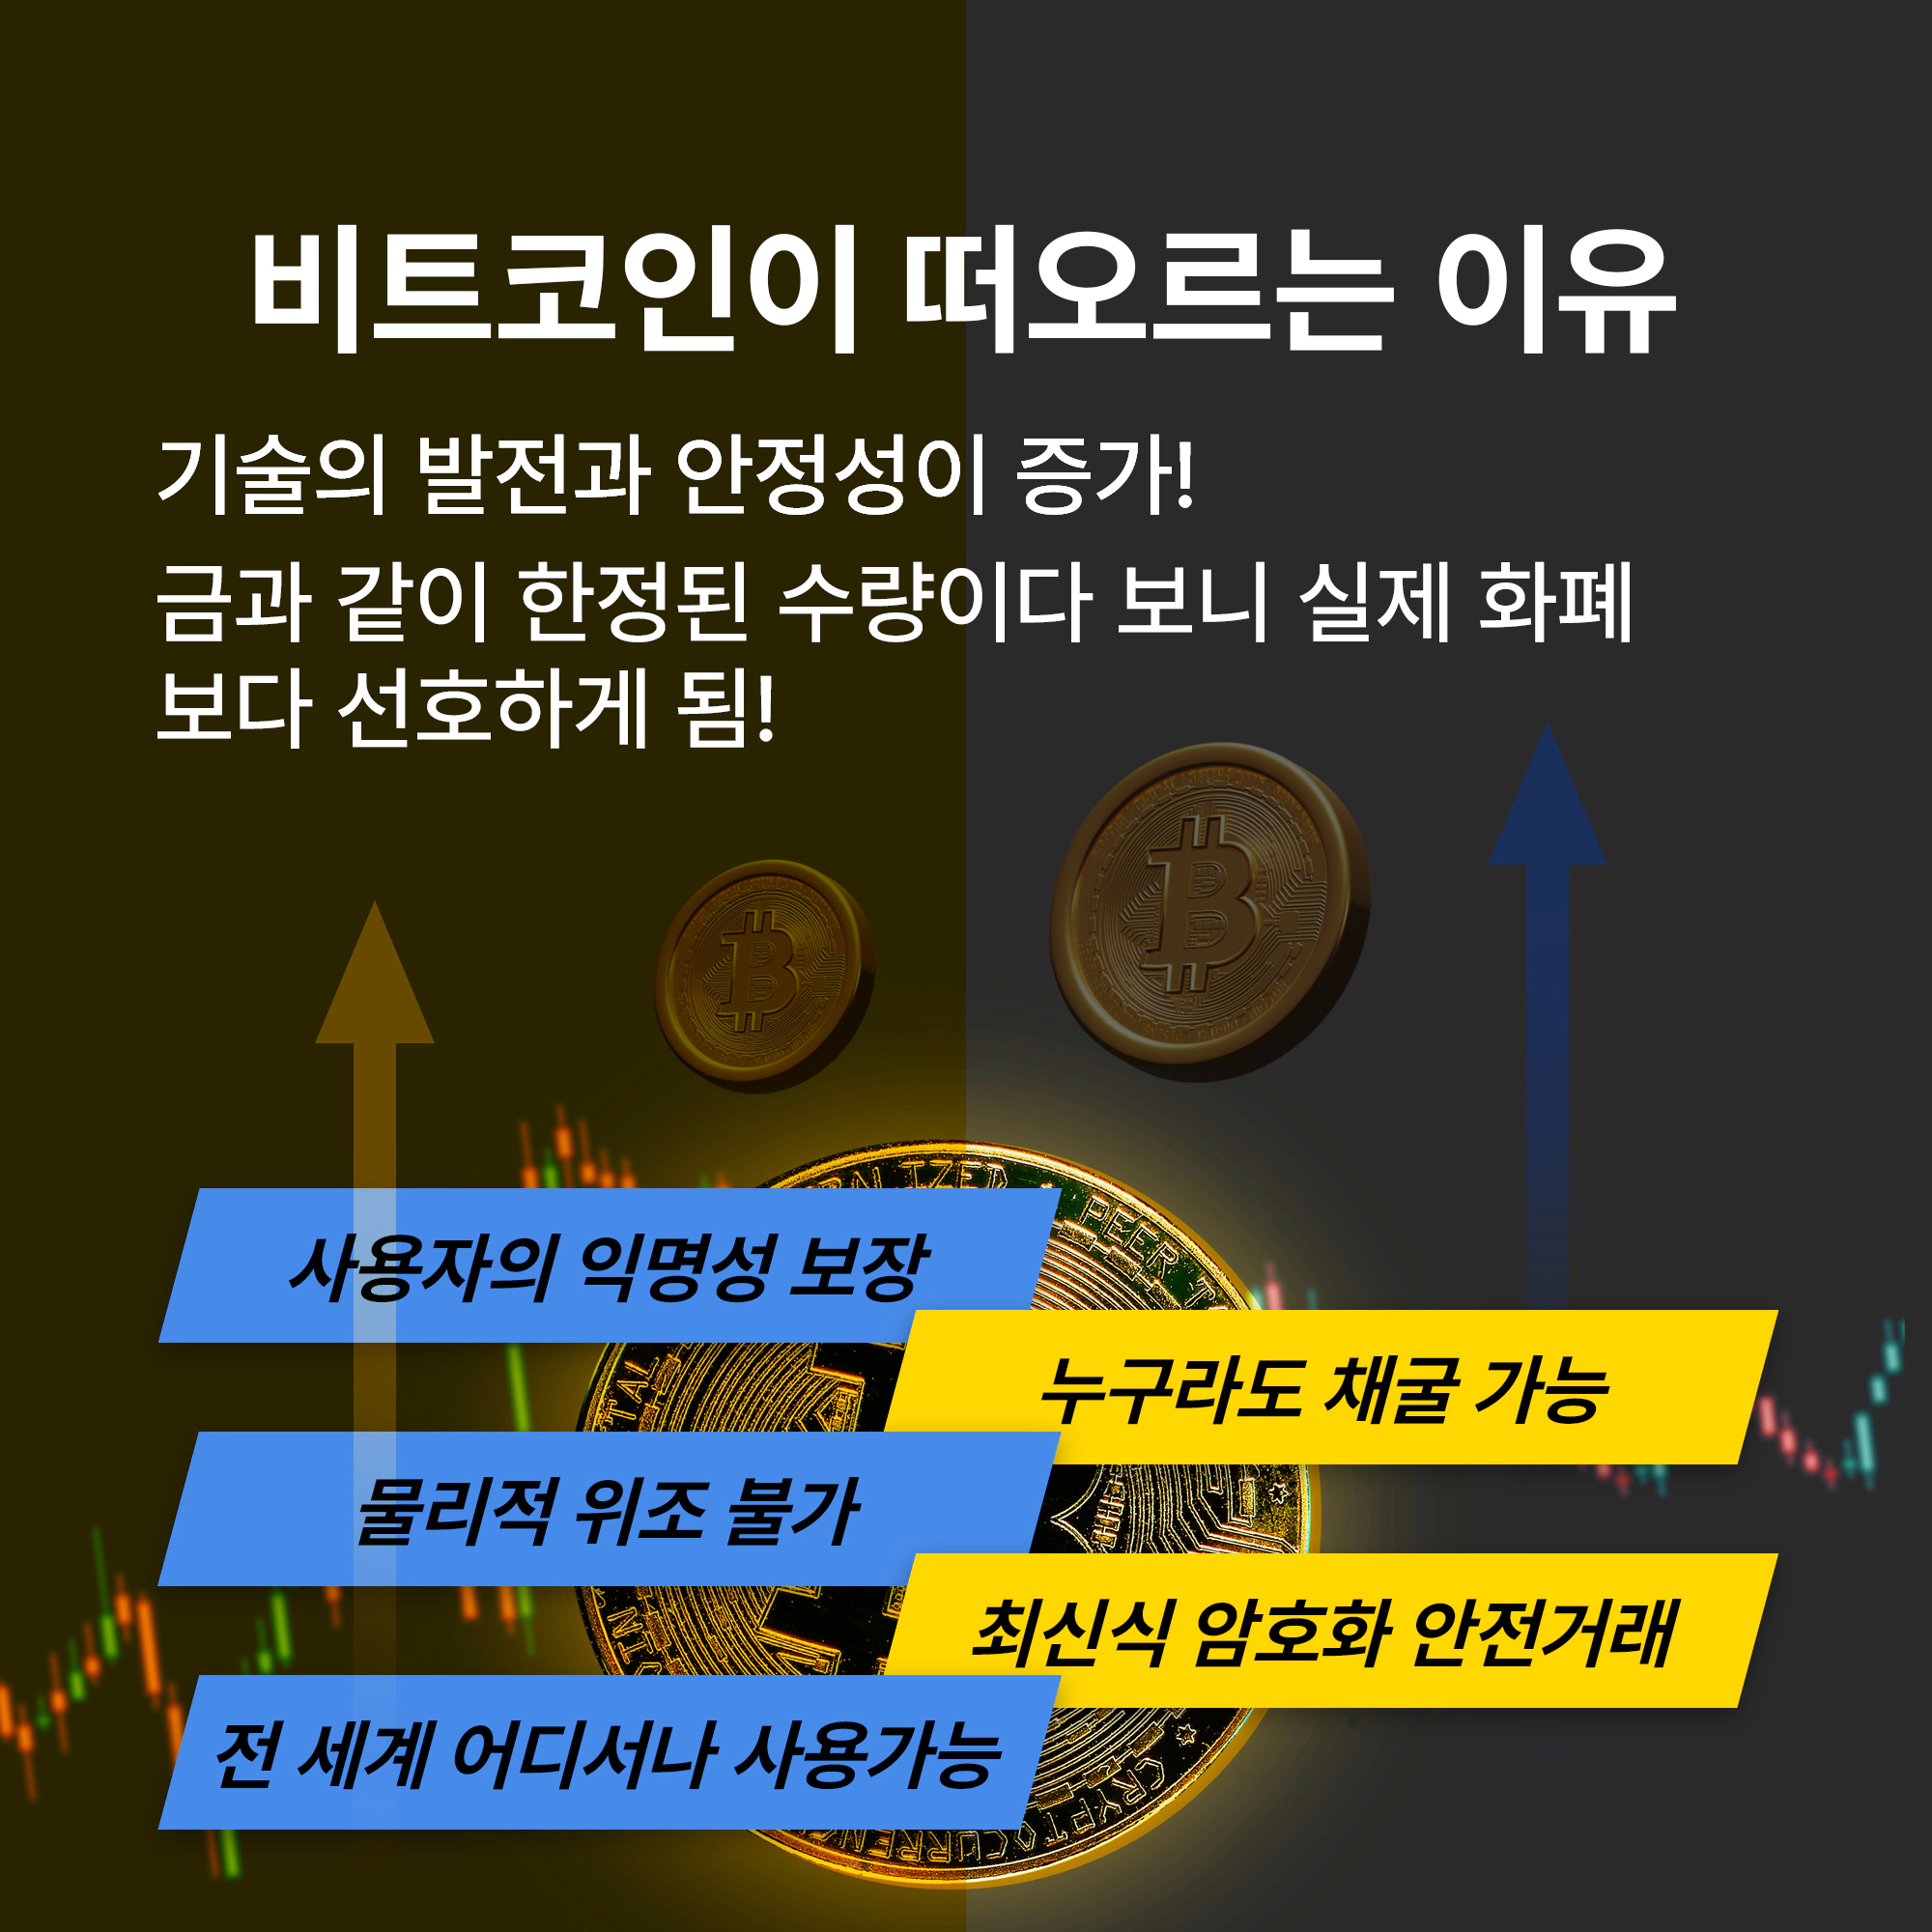 비트코인이 떠오르는 이유
기술의 발전과 안정성이 증가!
금과 같이 한정된 수량이다 보니 실제 화폐
보다 선호하게 됨!
사용자의 익명성 보장
누구라도 채굴 가능
물리적 위조 불가
최신식 암호화 안전거래
전 세계 어디서나 사용가능
PEER
TAL
CRYPTOCURRENC